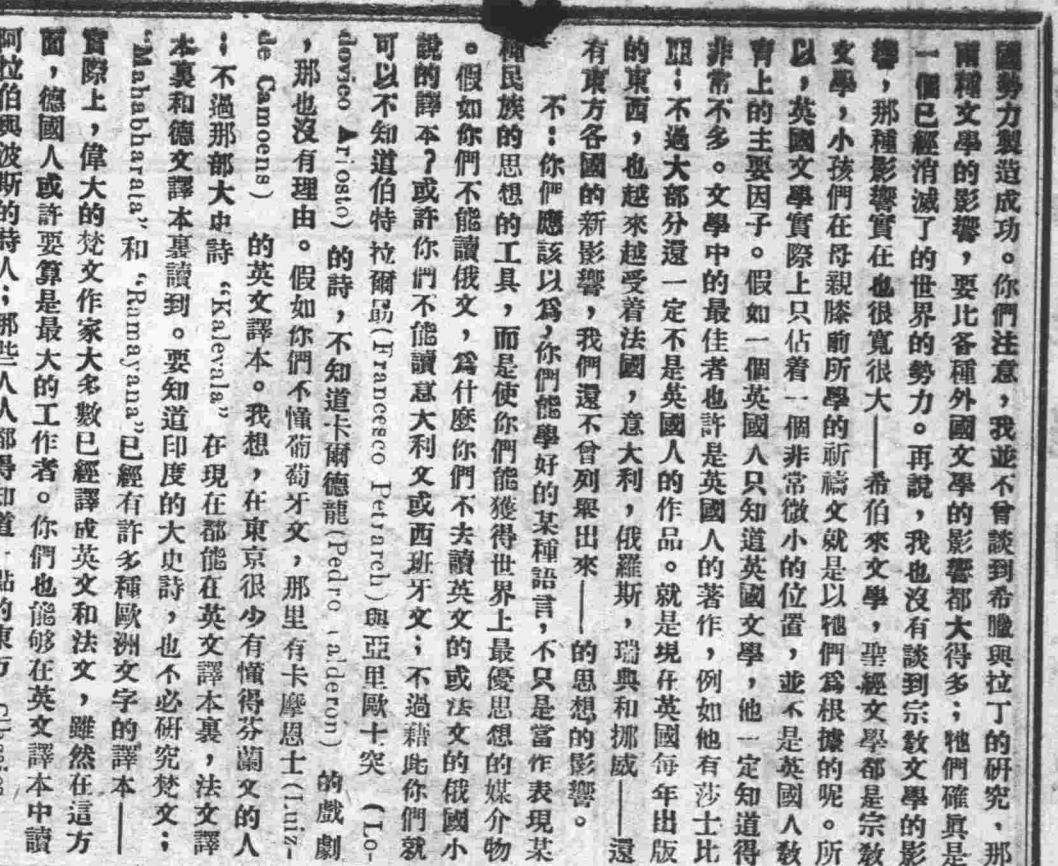 國勢力製造成功。你們注意，我並不曾談到希臘與拉丁的研究，那
兩種文學的影響，要比各種外國文學的影響都大得多；牠們確眞是
一個已經消滅了的世界的勢力。再說，我也沒有談到宗敎文學的影
響，那種影響實在也很寬很大——希伯來文學，聖經文學都是宗敎
文學，小孩們在母親膝前所學的祈禱文就是以牠們爲根據的呢。所
以，英國文學實際上只佔着一個非常微小的位置，並不是英國人敎
育上的主要因子。假如一個英國人只知道英國文學，他一定知道得
非常不多。文學中的最佳者也許是英國人的著作，例如他有莎士比
亞；不過大部分還一定不是英國人的作品。就是現在英國每年出版
的東西，也越來越受着法國，意大利，俄羅斯，瑞典和挪威——還
有東方各國的新影響，我們還不曾列舉出來——的思想的影響。
不：你們應該以爲，你們能學好的某種語言，不只是當作表現某
種民族的思想的工具，而是使你們能獲得世界上最優思想的媒介物
。假如你們不能讀俄文，爲什麼你們不去讀英文的或法文的俄國小
說的譯本？或許你們不能讀意大利文或西班牙文；不過藉此你們就
可以不知道伯特拉爾箚(Francesco Petrarch)與亞里歐士突 (Lo-
dovico Ariosto) 的詩，不知道卡爾德龍(Pedro Calderon) 的戲劇
，那也沒有理由。假如你們不懂葡萄牙文，那里有卡摩恩士(Luiz-
de Camoens) 的英文譯本。我想，在東京很少有懂得芬蘭文的人
；不過那部大史詩 “Kalevala” 在現在都能在英文譯本裏，法文譯
本裏和德文譯本裏讀到。要知道印度的大史詩，也不必研究梵文；
“Mahabharala”和“Ramayana”已經有許多種歐洲文字的譯本——
實際上，偉大的梵文作家大多數已經譯成英文和法文，雖然在這方
面，德國人或許要算是最大的工作者。你們也能够在英文譯本中讀
阿拉伯與波斯的詩人；那些人人都得知道一點的東方